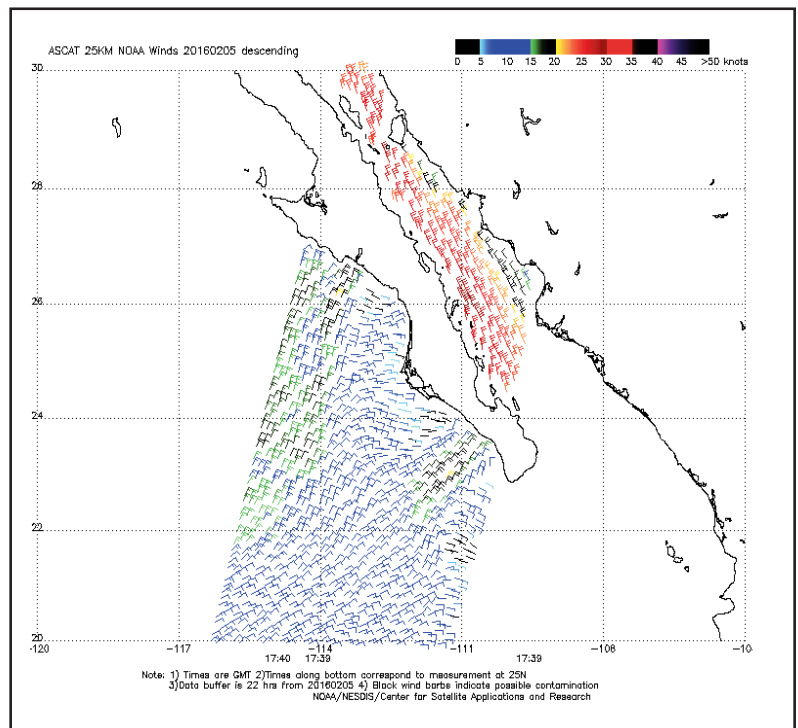 ASCAT 25KM NOAA Winds 20160205 descending
0 5 10 15 20 25 30 35 40 45 >50 knots
30
28
26
24
22
20
-120 -117 -114 -111 -108 -10
17:40 17:39 17:39
Note: 1) Times are GMT 2)Times along bottom correspond to measurement at 25N
3)Data buffer is 22 hrs from 20160205 4) Black wind barbs indicate possible contamination
NOAA/NESDIS/Center for Satellite Applications and Research